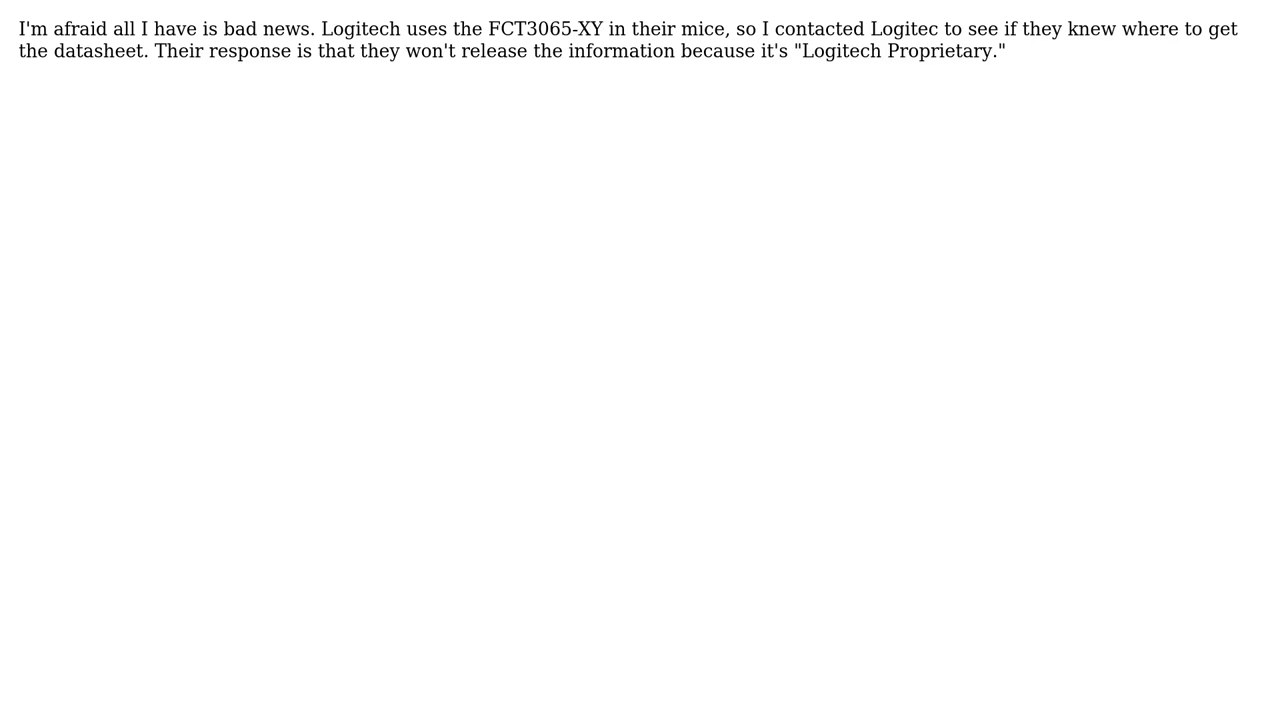 I'm afraid all I have is bad news. Logitech uses the FCT3065-XY in their mice, so I contacted Logitec to see if they knew where to get
the datasheet. Their response is that they won't release the information because it's "Logitech Proprietary."